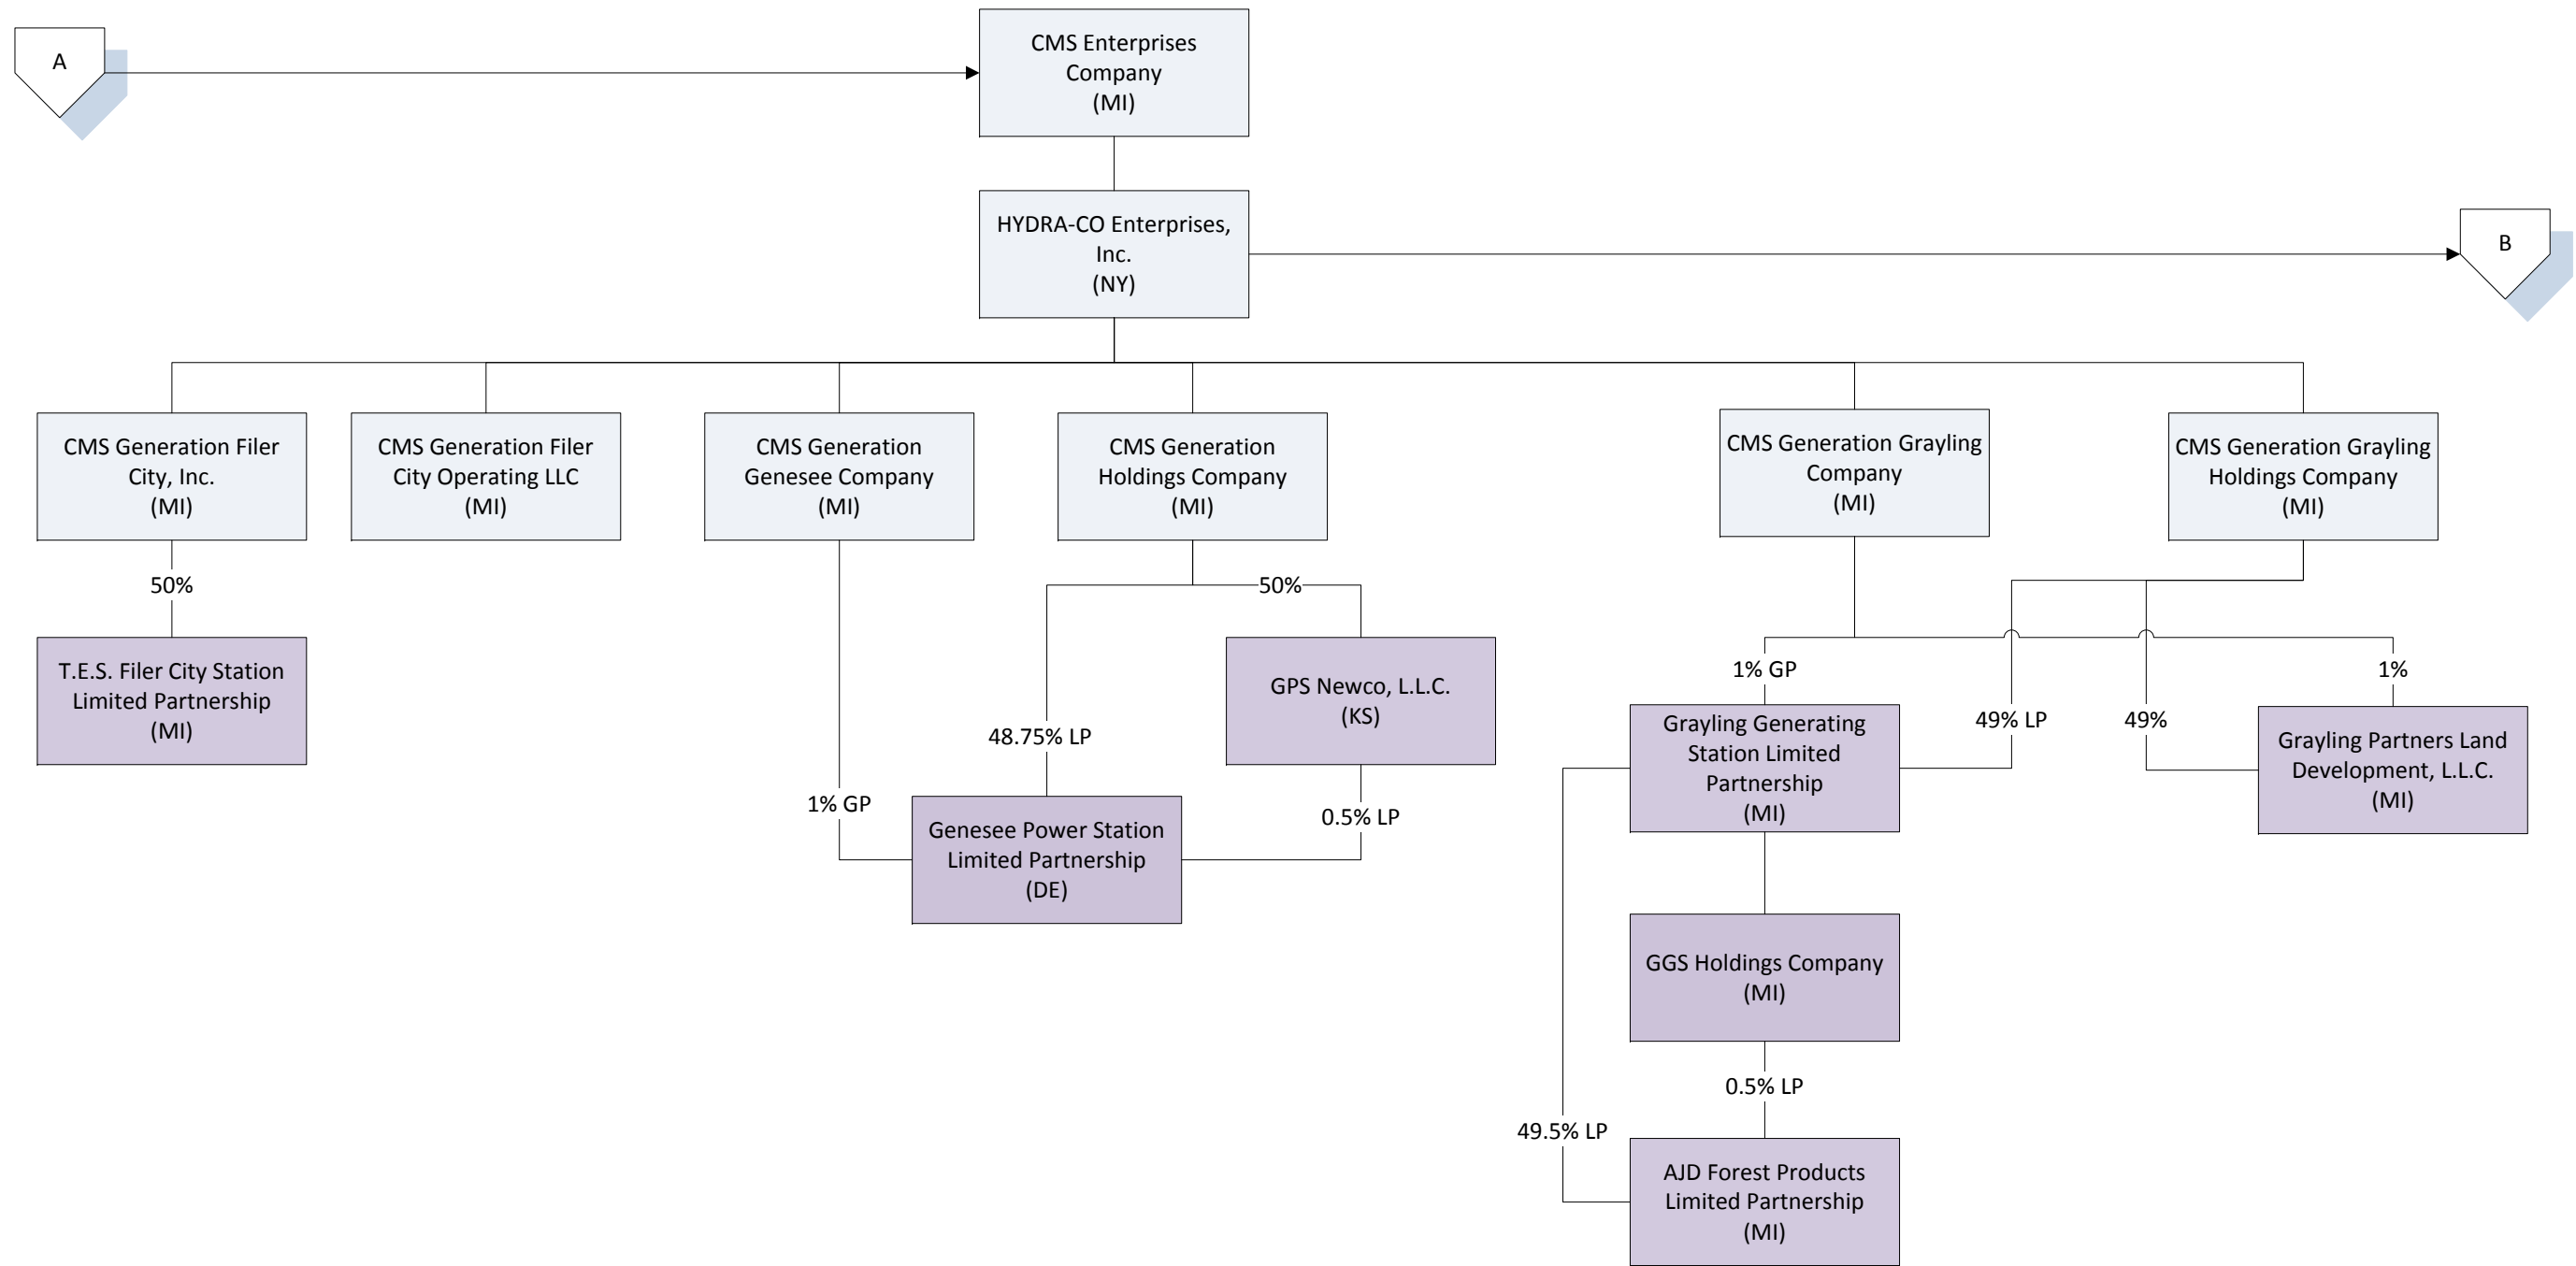 A
CMS Enterprises
Company
(MI)
HYDRA-CO Enterprises,
Inc.
(NY)
B
CMS Generation Filer
City, Inc.
(MI)
CMS Generation Filer
City Operating LLC
(MI)
CMS Generation
Genesee Company
(MI)
CMS Generation
Holdings Company
(MI)
CMS Generation Grayling
Company
(MI)
CMS Generation Grayling
Holdings Company
(MI)
50%
50%
T.E.S. Filer City Station
Limited Partnership
(MI)
GPS Newco, L.L.C.
(KS)
1% GP
1%
48.75% LP
49% LP
49%
Grayling Generating
Station Limited
Partnership
(MI)
Grayling Partners Land
Development, L.L.C.
(MI)
1% GP
0.5% LP
Genesee Power Station
Limited Partnership
(DE)
GGS Holdings Company
(MI)
0.5% LP
49.5% LP
AJD Forest Products
Limited Partnership
(MI)